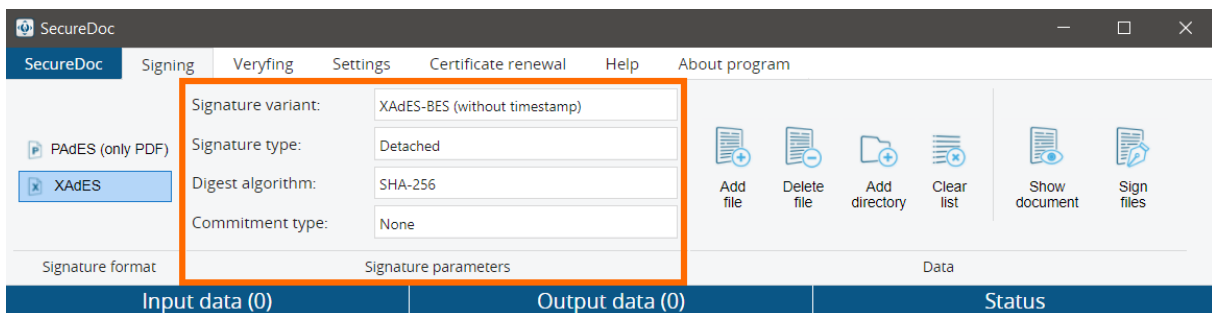 SecureDoc
SecureDoc Signing Veryfing Settings Certificate renewal Help About program
PAdES (only PDF)
XAdES
Signature format
Signature variant: XAdES-BES (without timestamp)
Signature type: Detached
Digest algorithm: SHA-256
Commitment type: None
Signature parameters
Add file
Delete file
Add directory
Clear list
Show document
Sign files
Data
Input data (0) Output data (0) Status